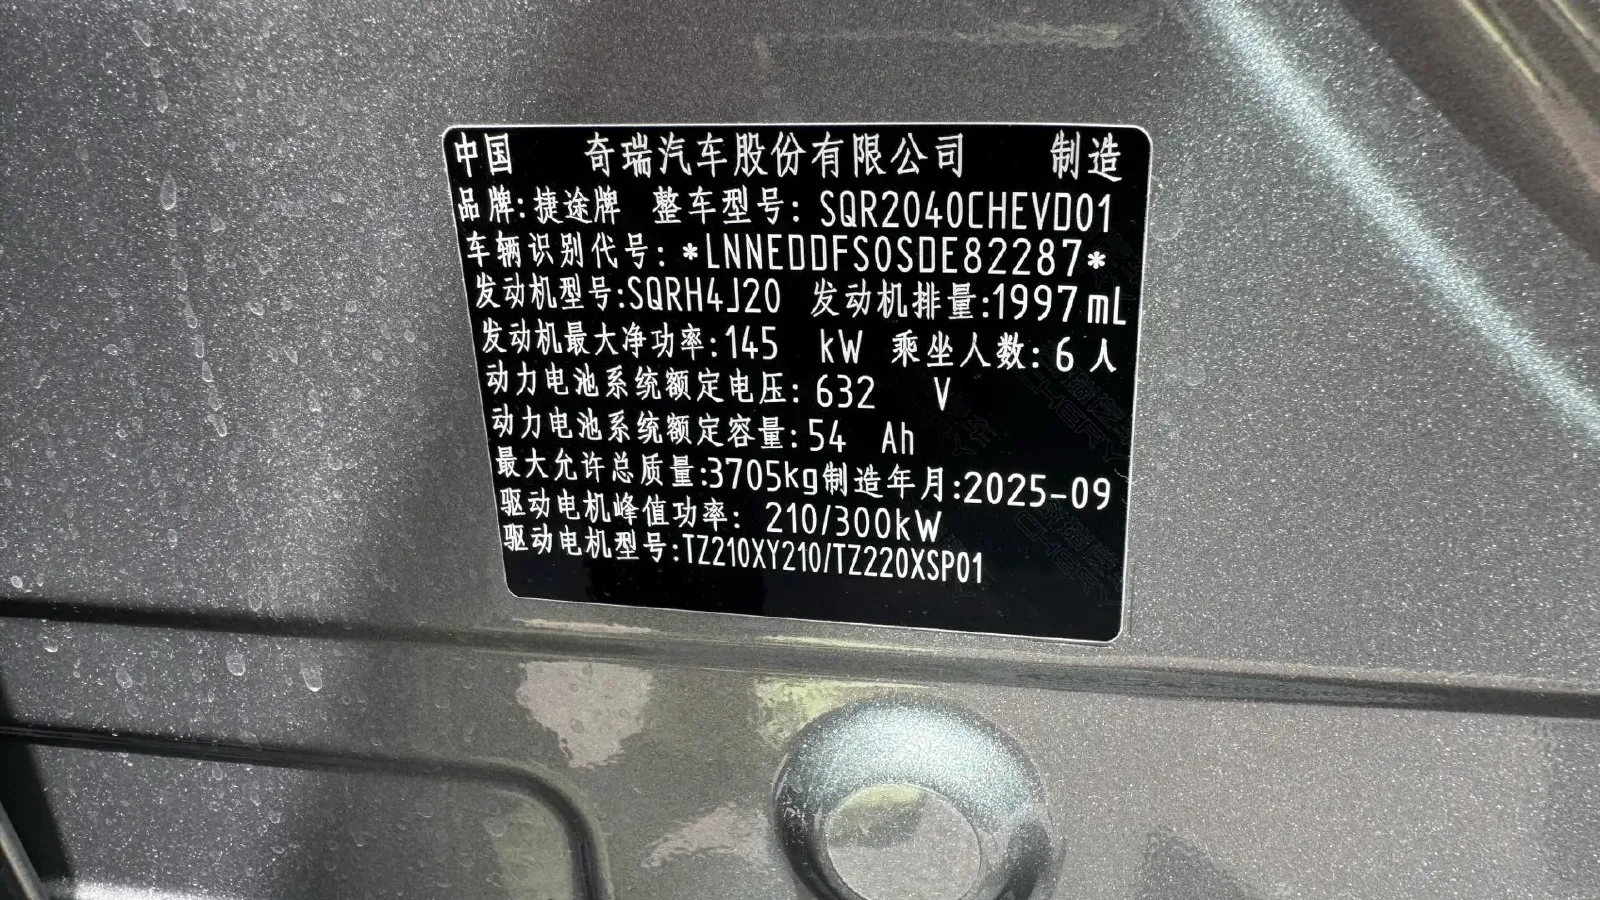 中国 奇瑞汽车股份有限公司 制造
品牌:捷途牌 整车型号: SQR2040CHEVD01
车辆识别代号: *LNNEDDFS0SDE82287*
发动机型号:SQRH4J20 发动机排量:1997mL
发动机最大净功率:145 kW 乘坐人数:6人
动力电池系统额定电压:632 V
动力电池系统额定容量:54 Ah
最大允许总质量:3705kg制造年月:2025-09
驱动电机峰值功率: 210/300kW
驱动电机型号:TZ210XY210/TZ220XSP01